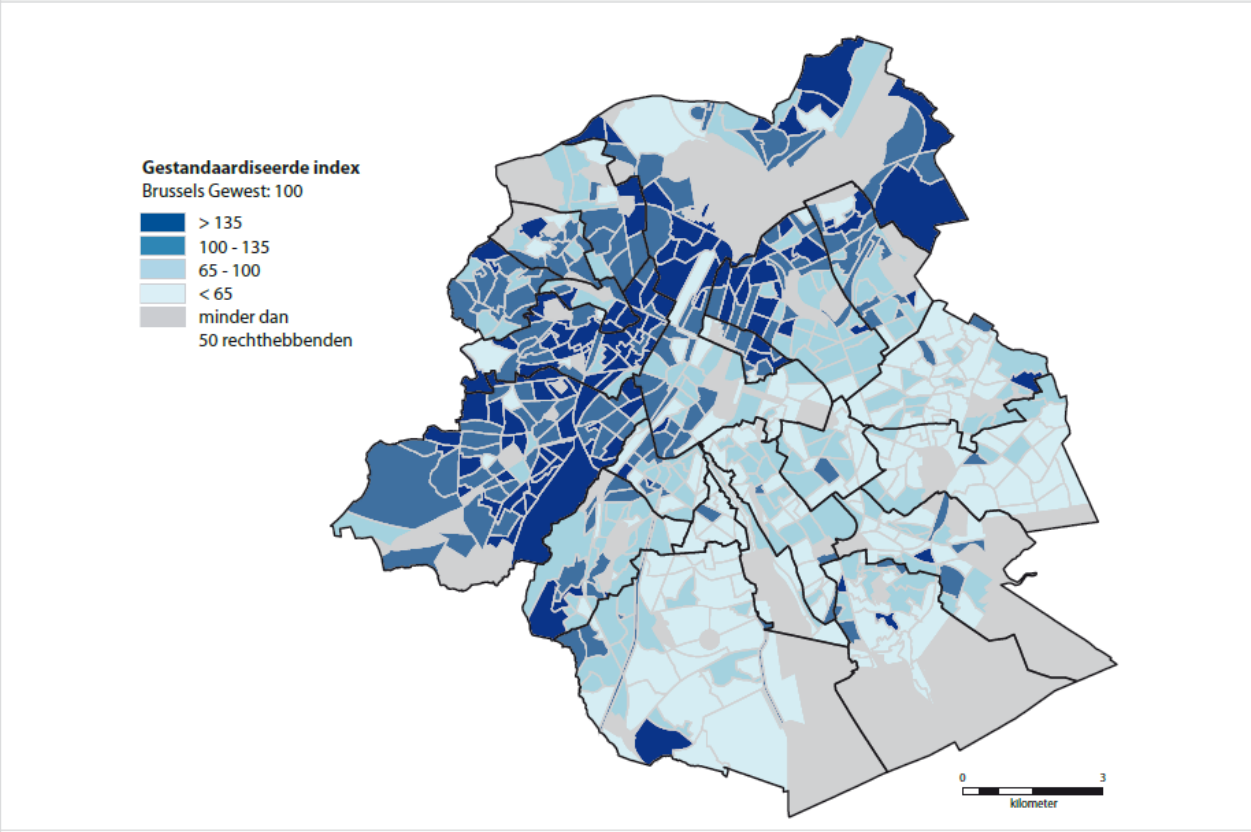 Gestandaardiseerde index
Brussels Gewest: 100
> 135
100 - 135
65 - 100
< 65
minder dan
50 rechthebbenden
0 3
kilometer